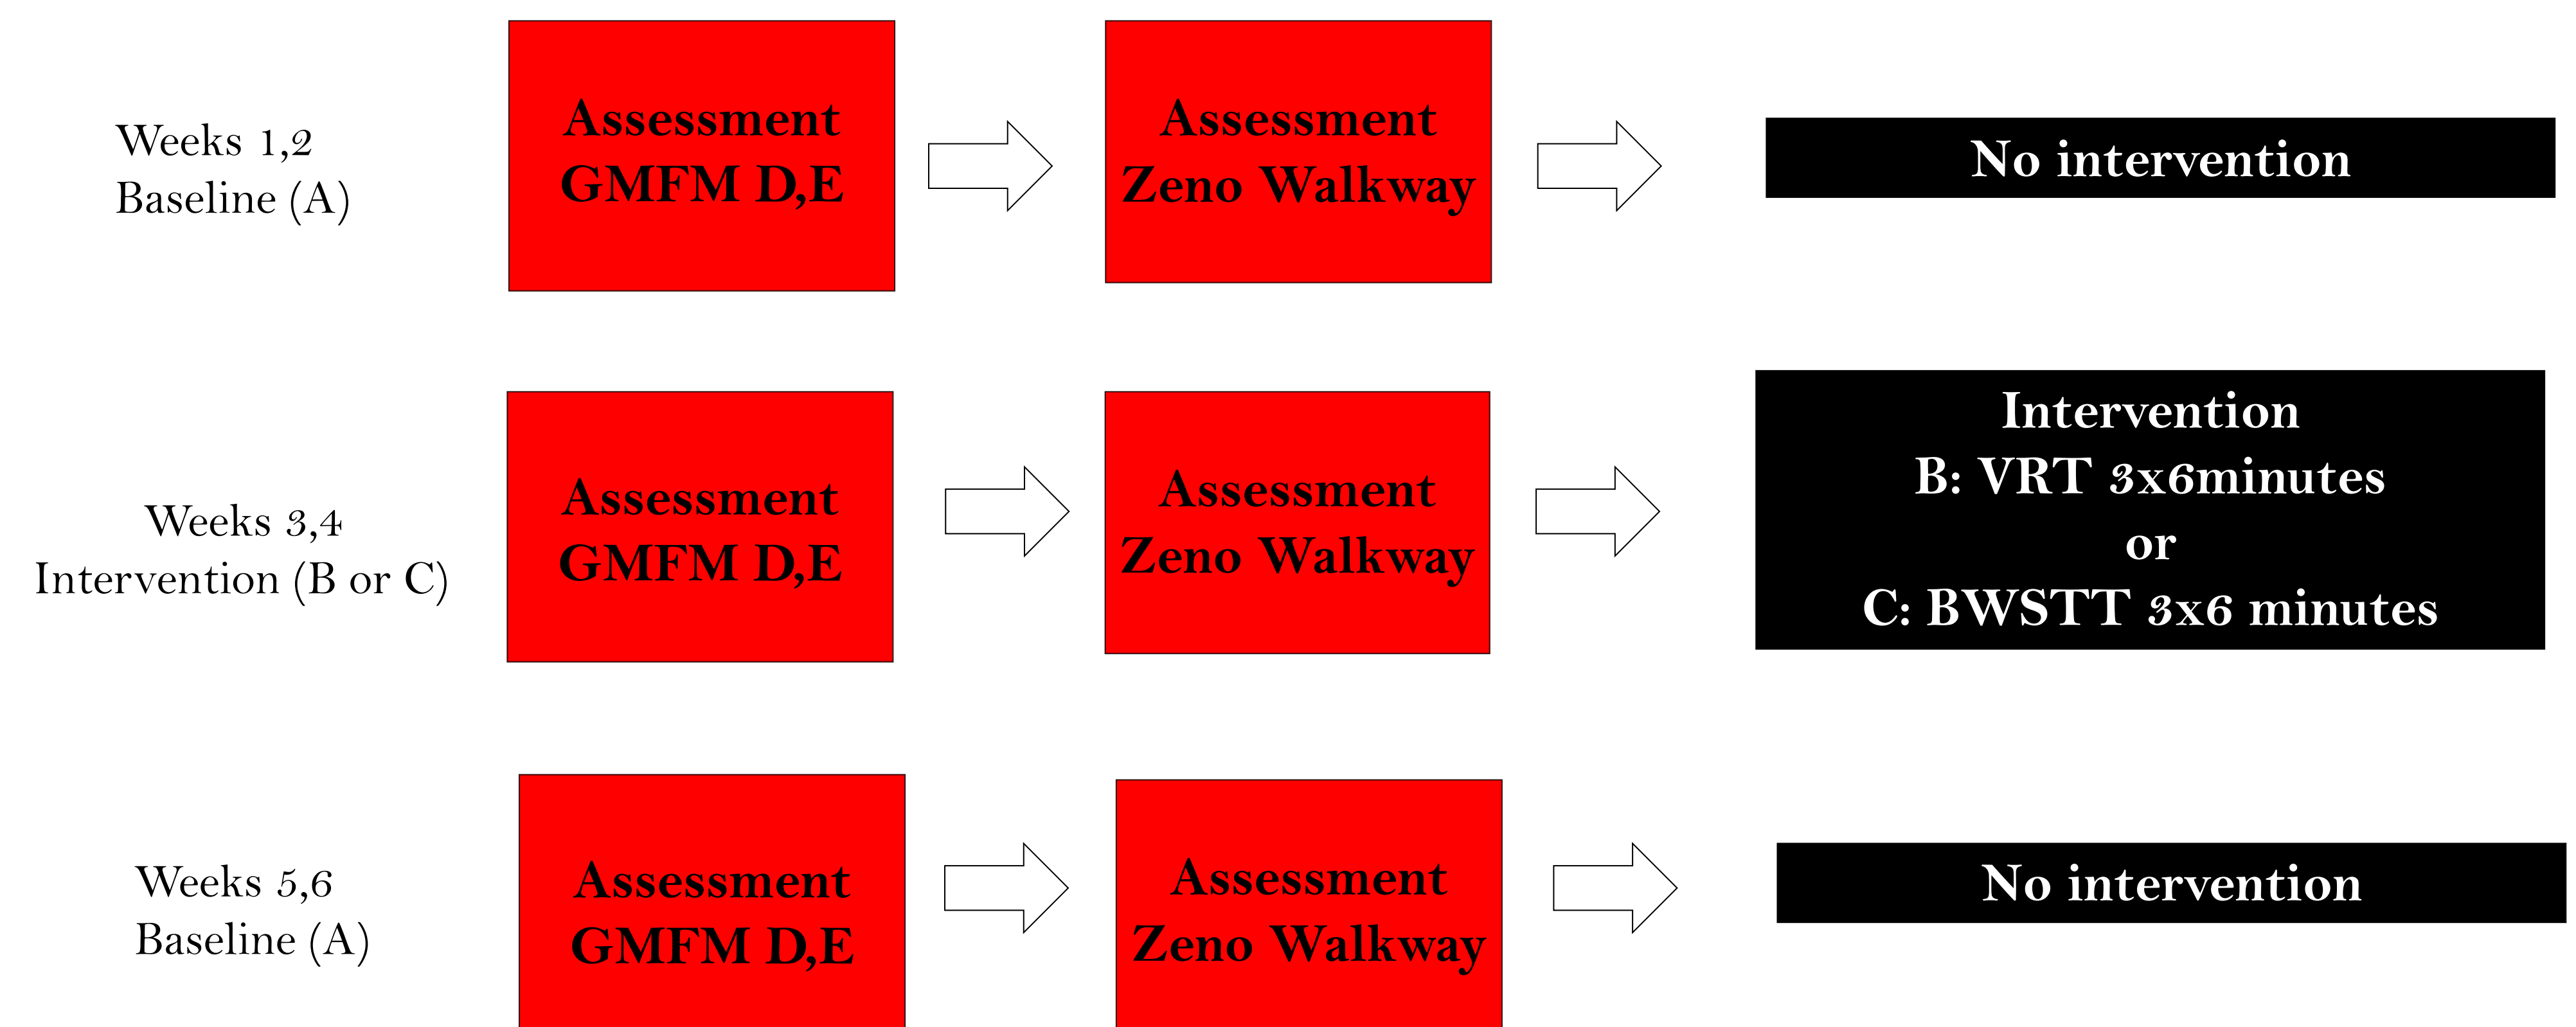 Weeks 1,2
Baseline (A)
Assessment
GMFM D,E
Assessment
Zeno Walkway
No intervention
Weeks 3,4
Intervention (B or C)
Assessment
GMFM D,E
Assessment
Zeno Walkway
Intervention
B: VRT 3x6minutes
or
C: BWSTT 3x6 minutes
Weeks 5,6
Baseline (A)
Assessment
GMFM D,E
Assessment
Zeno Walkway
No intervention